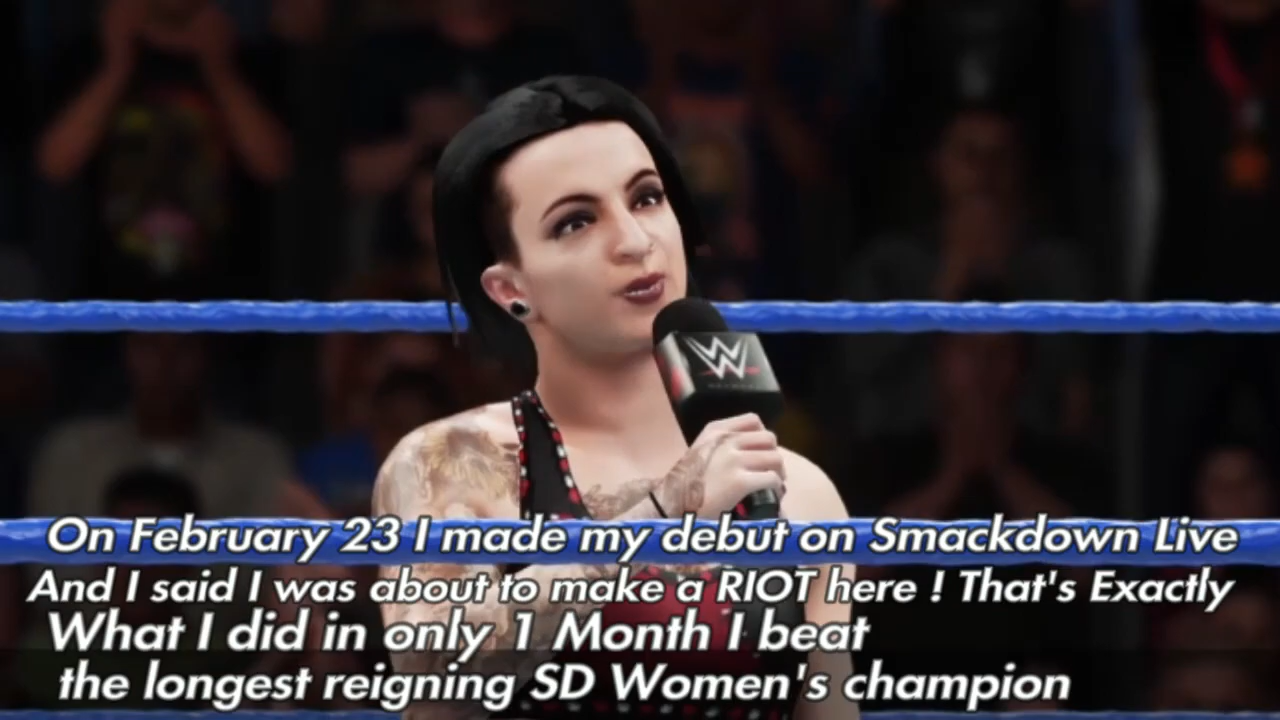 W
On February 23 I made my debut on Smackdown Live
And I said I was about to make a RIOT here ! That's Exactly
What I did in only 1 Month I beat
the longest reigning SD Women's champion